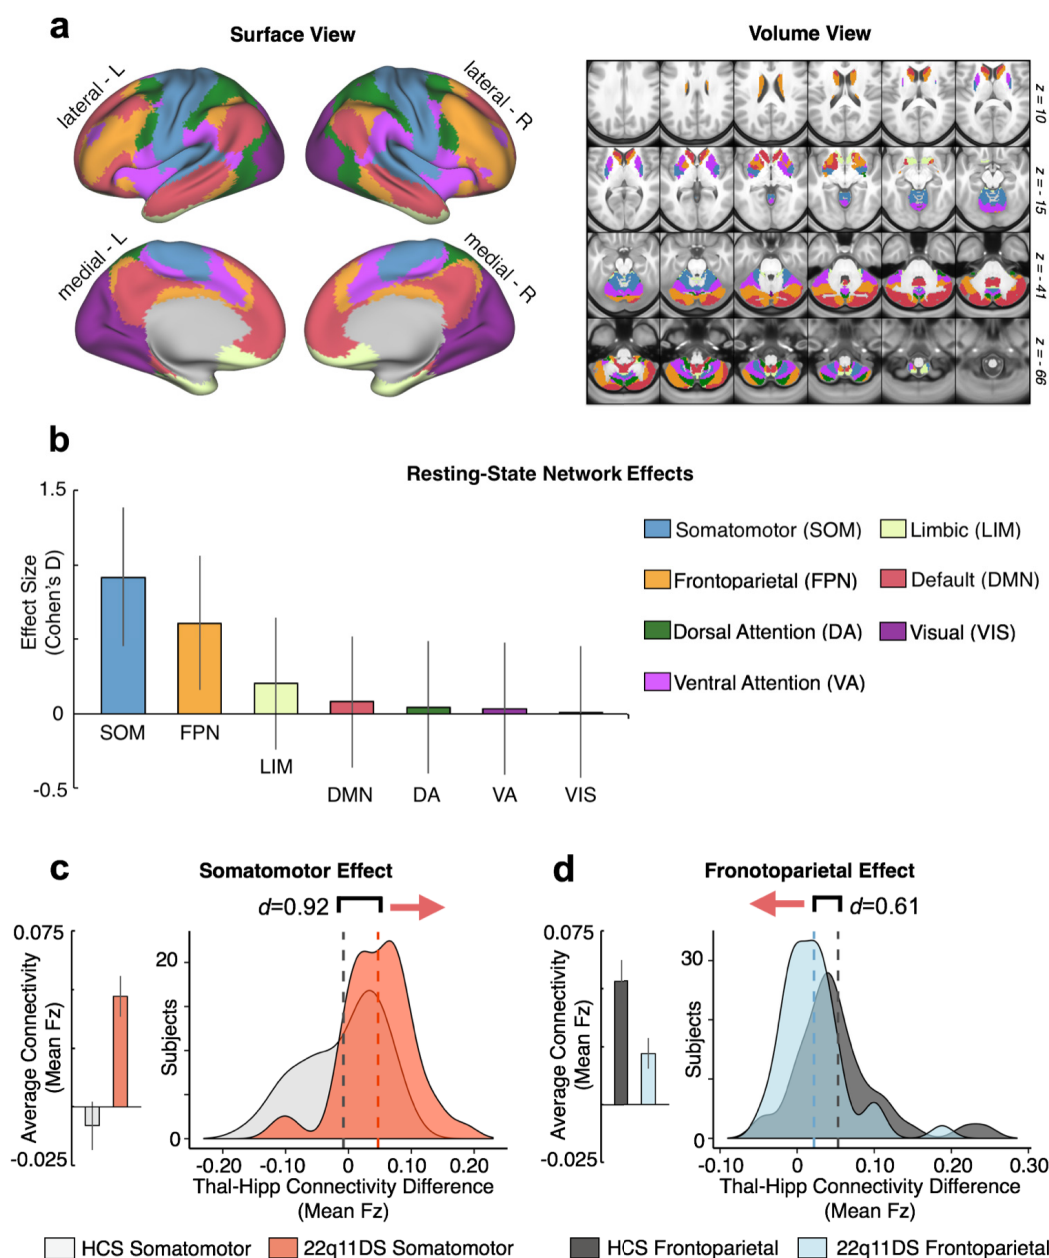 a
Surface View
Volume View
lateral - L
lateral - R
medial - L
medial - R
z = 10
z = - 15
z = - 41
z = - 66
b
Resting-State Network Effects
1.5
0
-0.5
Effect Size
(Cohen's D)
SOM
FPN
LIM
DMN
DA
VA
VIS
Somatomotor (SOM)
Limbic (LIM)
Frontoparietal (FPN)
Default (DMN)
Dorsal Attention (DA)
Visual (VIS)
Ventral Attention (VA)
c
Somatomotor Effect
d=0.92
0.075
-0.025
Average Connectivity
(Mean Fz)
20
0
Subjects
-0.20
-0.10
0
0.10
0.20
Thal-Hipp Connectivity Difference
(Mean Fz)
HCS Somatomotor
22q11DS Somatomotor
d
Fronotoparietal Effect
d=0.61
0.075
-0.025
Average Connectivity
(Mean Fz)
30
0
Subjects
-0.10
0
0.10
0.20
0.30
Thal-Hipp Connectivity Difference
(Mean Fz)
HCS Frontoparietal
22q11DS Frontoparietal